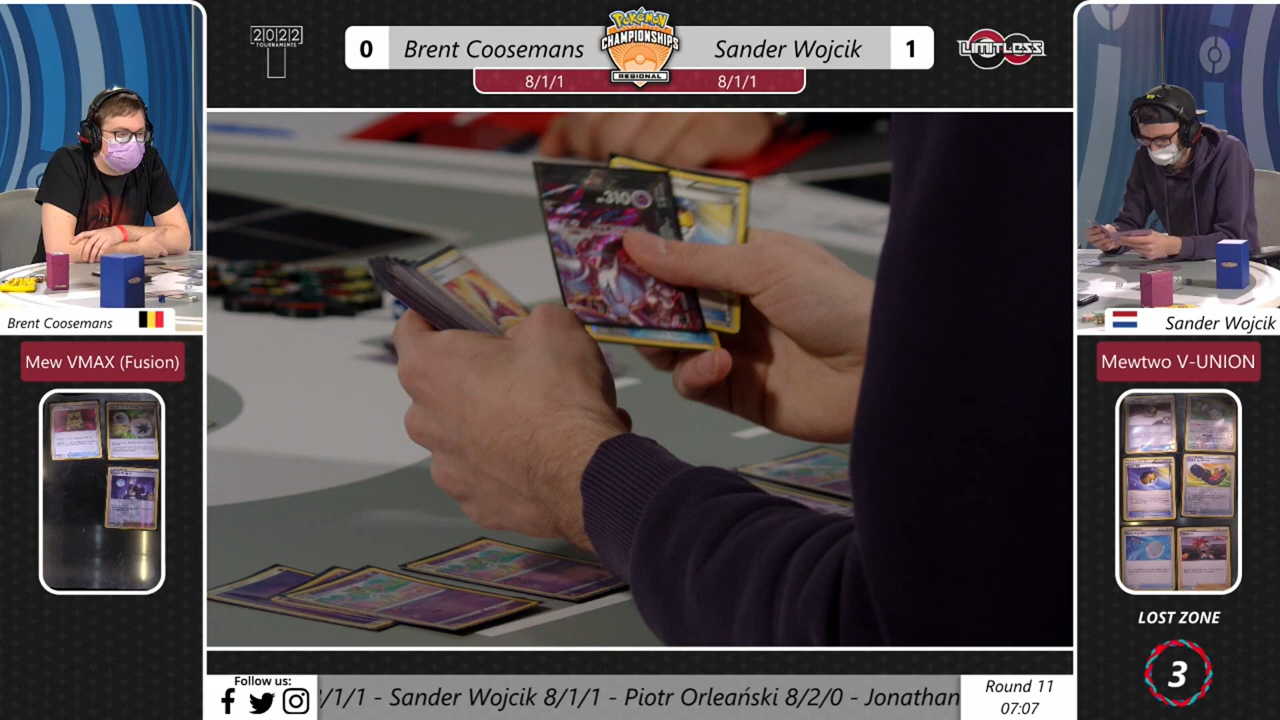 2022
TOURNAMENTS
0
Brent Coosemans
Pokémon
CHAMPIONSHIPS
REGIONAL
Sander Wojcik
1
LIMITLESS
8/1/1
8/1/1
310
Brent Coosemans
Sander Wojcik
Mew VMAX (Fusion)
Mewtwo V-UNION
LOST ZONE
3
Follow us:
/1/1 - Sander Wojcik 8/1/1 - Piotr Orleański 8/2/0 - Jonathan
Round 11
07:07